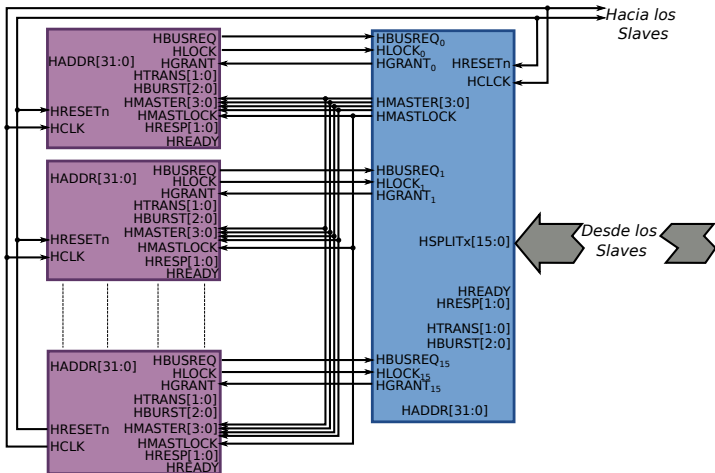 Hacia los
Slaves
HADDR[31:0]
HBUSREQ
HLOCK
HGRANT
HTRANS[1:0]
HBURST[2:0]
HMASTER[3:0]
HMASTLOCK
HRESP[1:0]
HREADY
HRESETn
HCLK
HADDR[31:0]
HBUSREQ
HLOCK
HGRANT
HTRANS[1:0]
HBURST[2:0]
HMASTER[3:0]
HMASTLOCK
HRESP[1:0]
HREADY
HRESETn
HCLK
HADDR[31:0]
HBUSREQ
HLOCK
HGRANT
HTRANS[1:0]
HBURST[2:0]
HMASTER[3:0]
HMASTLOCK
HRESP[1:0]
HREADY
HRESETn
HCLK
HBUSREQ0
HLOCK0
HGRANT0
HRESETn
HCLCK
HMASTER[3:0]
HMASTLOCK
HBUSREQ1
HLOCK1
HGRANT1
HSPLITx[15:0]
HREADY
HRESP[1:0]
HTRANS[1:0]
HBURST[2:0]
HBUSREQ15
HLOCK15
HGRANT15
HADDR[31:0]
Desde los
Slaves